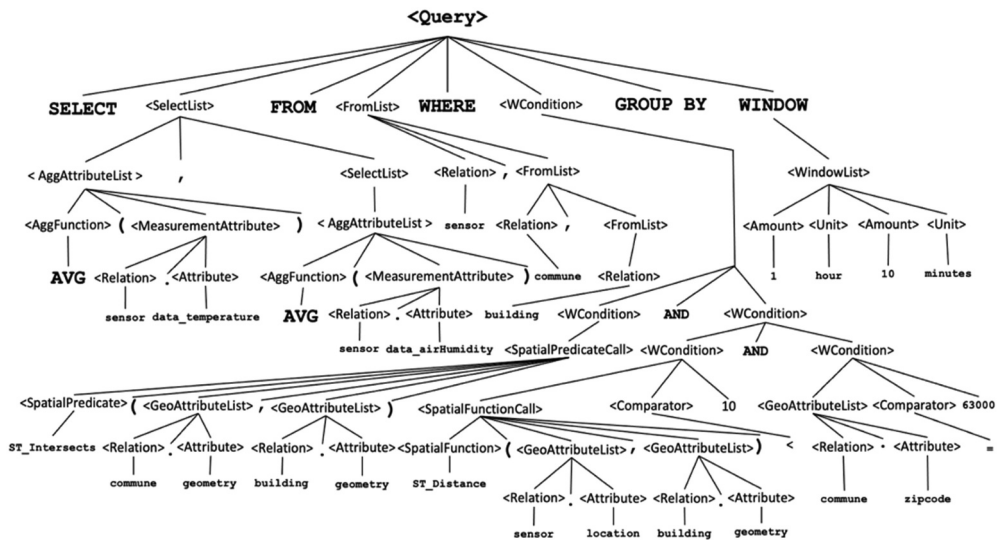 <Query>
SELECT <SelectList> FROM <FromList> WHERE <WCondition> GROUP BY WINDOW
< AggAttributeList > , <SelectList> <Relation> , <FromList> <WindowList>
<AggFunction> ( <MeasurementAttribute> ) < AggAttributeList > sensor <Relation> , <FromList> <Amount> <Unit> <Amount> <Unit>
AVG <Relation> . <Attribute> <AggFunction> ( <MeasurementAttribute> ) commune <Relation> 1 hour 10 minutes
sensor data_temperature AVG <Relation> . <Attribute> building <WCondition> AND <WCondition>
sensor data_airHumidity <SpatialPredicateCall> <WCondition> AND <WCondition>
<SpatialPredicate> ( <GeoAttributeList> , <GeoAttributeList> ) <SpatialFunctionCall> <Comparator> 10 <GeoAttributeList> <Comparator> 63000
ST_Intersects <Relation> . <Attribute> <Relation> . <Attribute> <SpatialFunction> ( <GeoAttributeList> , <GeoAttributeList> ) < <Relation> . <Attribute> =
commune geometry building geometry ST_Distance <Relation> . <Attribute> <Relation> . <Attribute> commune zipcode
sensor location building geometry